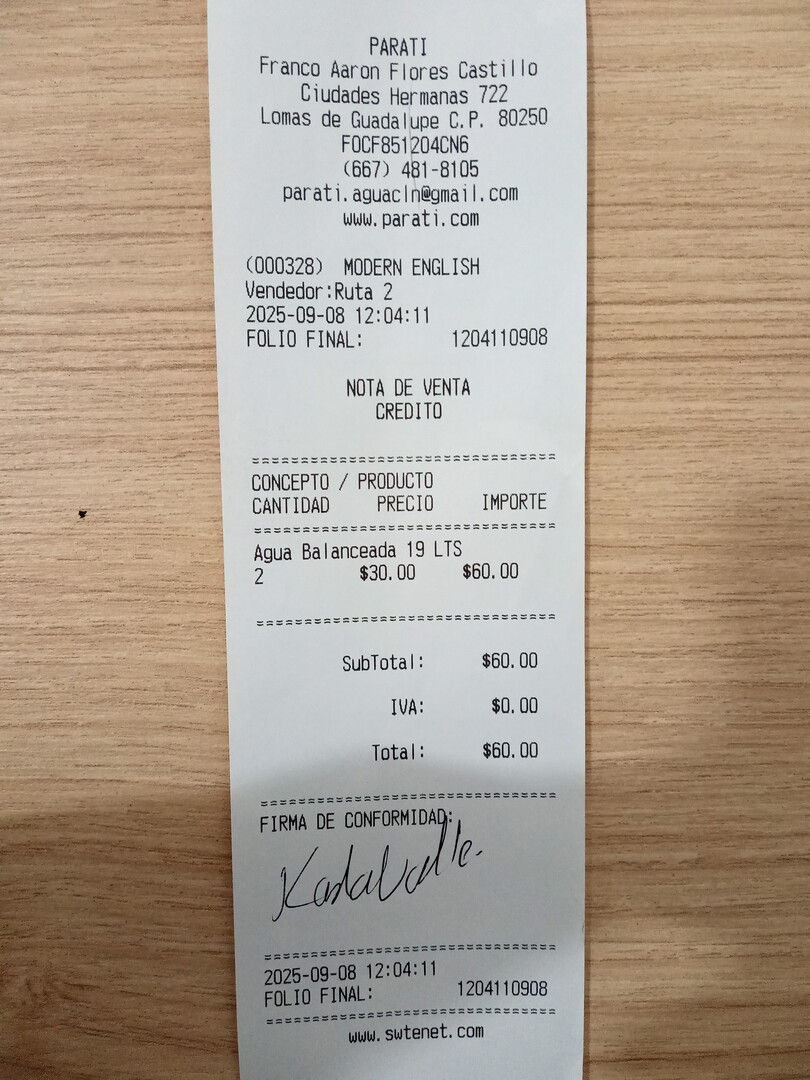 PARATI
Franco Aaron Flores Castillo
Ciudades Hermanas 722
Lomas de Guadalupe C.P. 80250
FOCF851204CN6
(667) 481-8105
parati.aguacln@gmail.com
www.parati.com
(000328) MODERN ENGLISH
Vendedor:Ruta 2
2025-09-08 12:04:11
FOLIO FINAL: 1204110908
NOTA DE VENTA
CREDITO
CONCEPTO / PRODUCTO
CANTIDAD PRECIO IMPORTE
Agua Balanceada 19 LTS
2 $30.00 $60.00
SubTotal: $60.00
IVA: $0.00
Total: $60.00
FIRMA DE CONFORMIDAD:
2025-09-08 12:04:11
FOLIO FINAL: 1204110908
www.swtenet.com